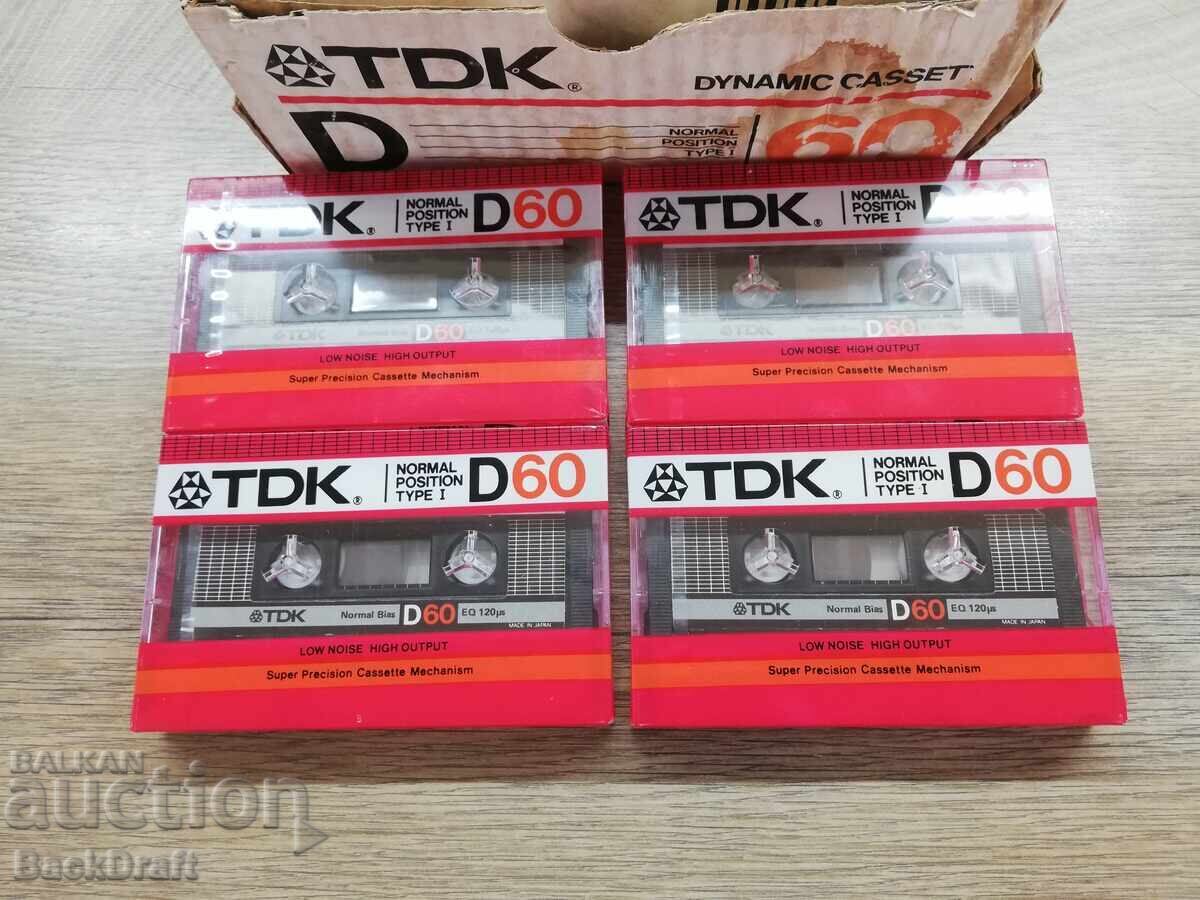 TDK®
DYNAMIC CASSET
D
NORMAL
POSITION
TYPE I
60
TDK®
NORMAL
POSITION
TYPE I
D60
TDK
D60
LOW NOISE HIGH OUTPUT
Super Precision Cassette Mechanism
TDK®
NORMAL
POSITION
TYPE I
D60
TDK
D60
LOW NOISE HIGH OUTPUT
Super Precision Cassette Mechanism
TDK®
NORMAL
POSITION
TYPE I
D60
TDK Normal Bias D60 EQ 120µs
MADE IN JAPAN
LOW NOISE HIGH OUTPUT
Super Precision Cassette Mechanism
TDK®
NORMAL
POSITION
TYPE I
D60
TDK Normal Bias D60 EQ 120µs
MADE IN JAPAN
LOW NOISE HIGH OUTPUT
Super Precision Cassette Mechanism
BALKAN
auction
BackDraft